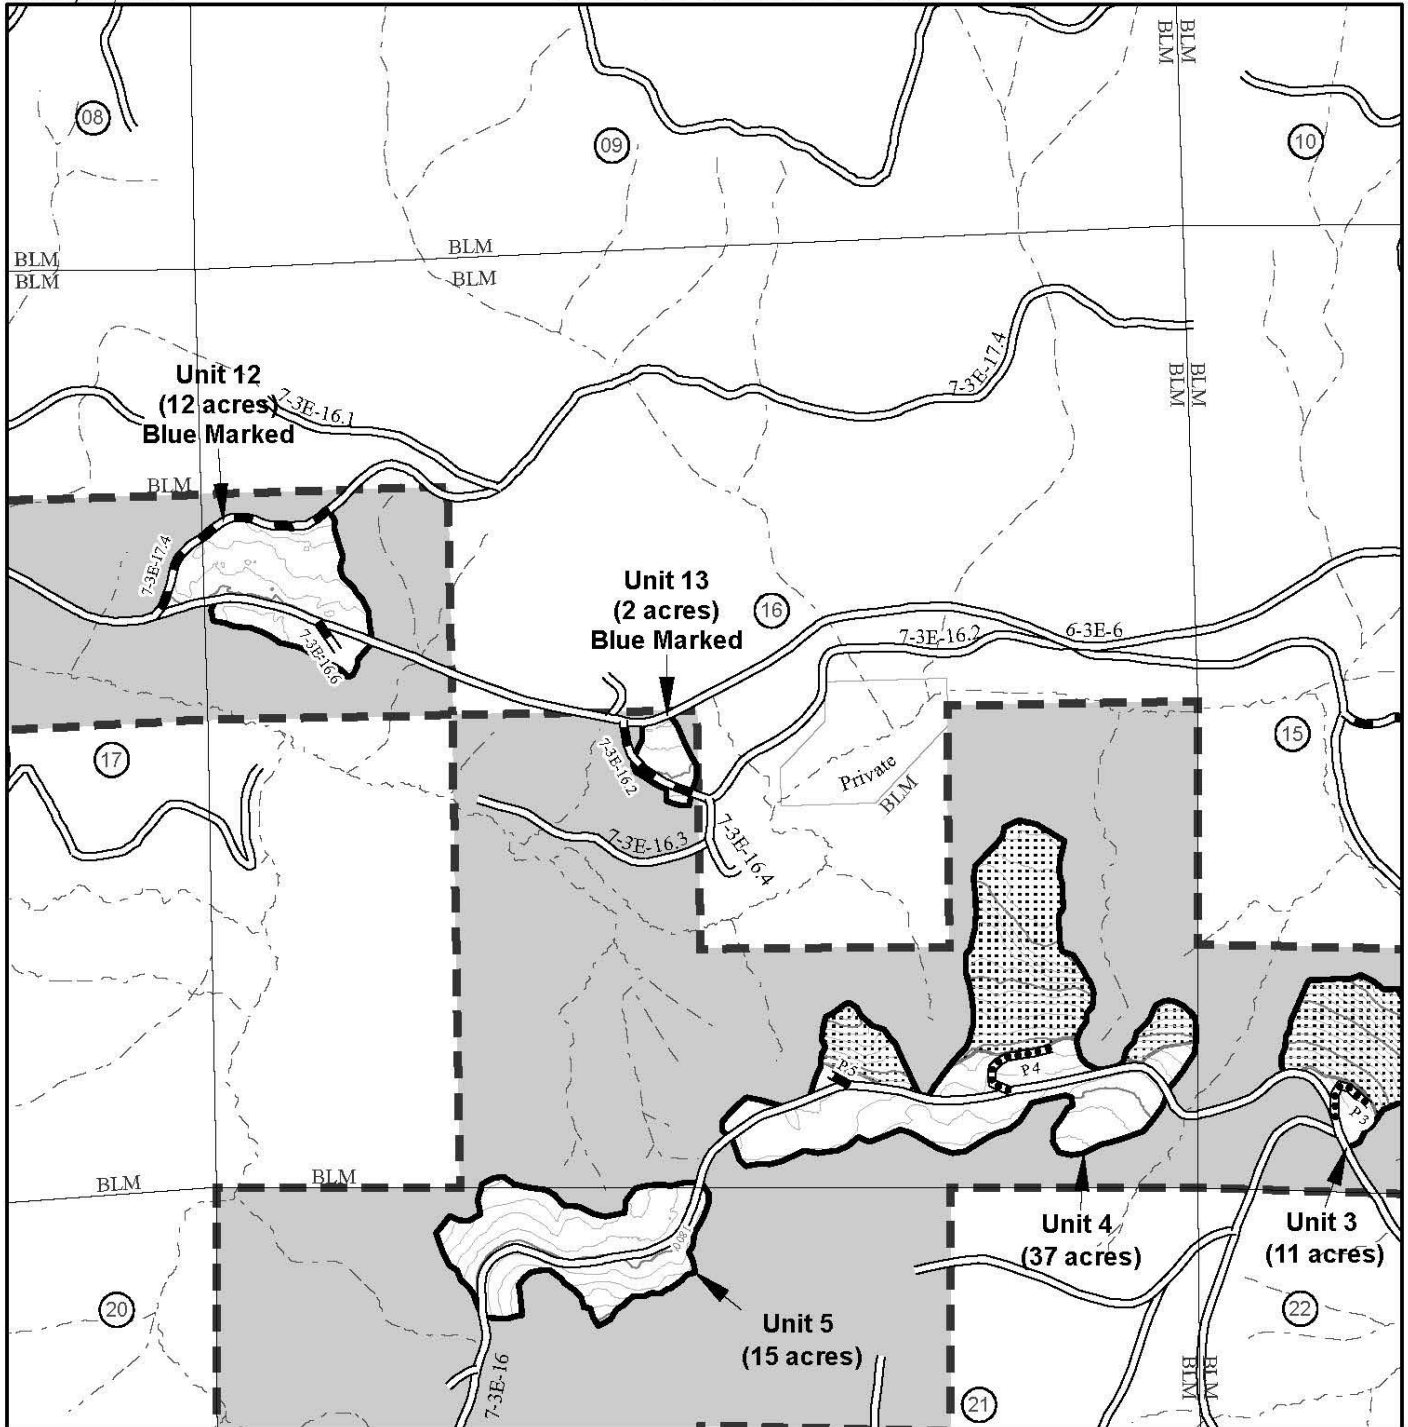 BLM
BLM
08
09
10
BLM
BLM
BLM
BLM
7-3E-17.4
BLM
BLM
Unit 12
(12 acres)
Blue Marked
7-3E-16.1
BLM
7-3E-17.4
Unit 13
(2 acres)
Blue Marked
16
7-3E-16.2
6-3E-6
7-3E-16.6
17
7-3E-16.2
Private
BLM
15
7-3E-16.3
7-3E-16.4
P5
P4
P3
BLM
BLM
Unit 4
(37 acres)
Unit 3
(11 acres)
1800
20
Unit 5
(15 acres)
22
7-3E-16
BLM
BLM
21